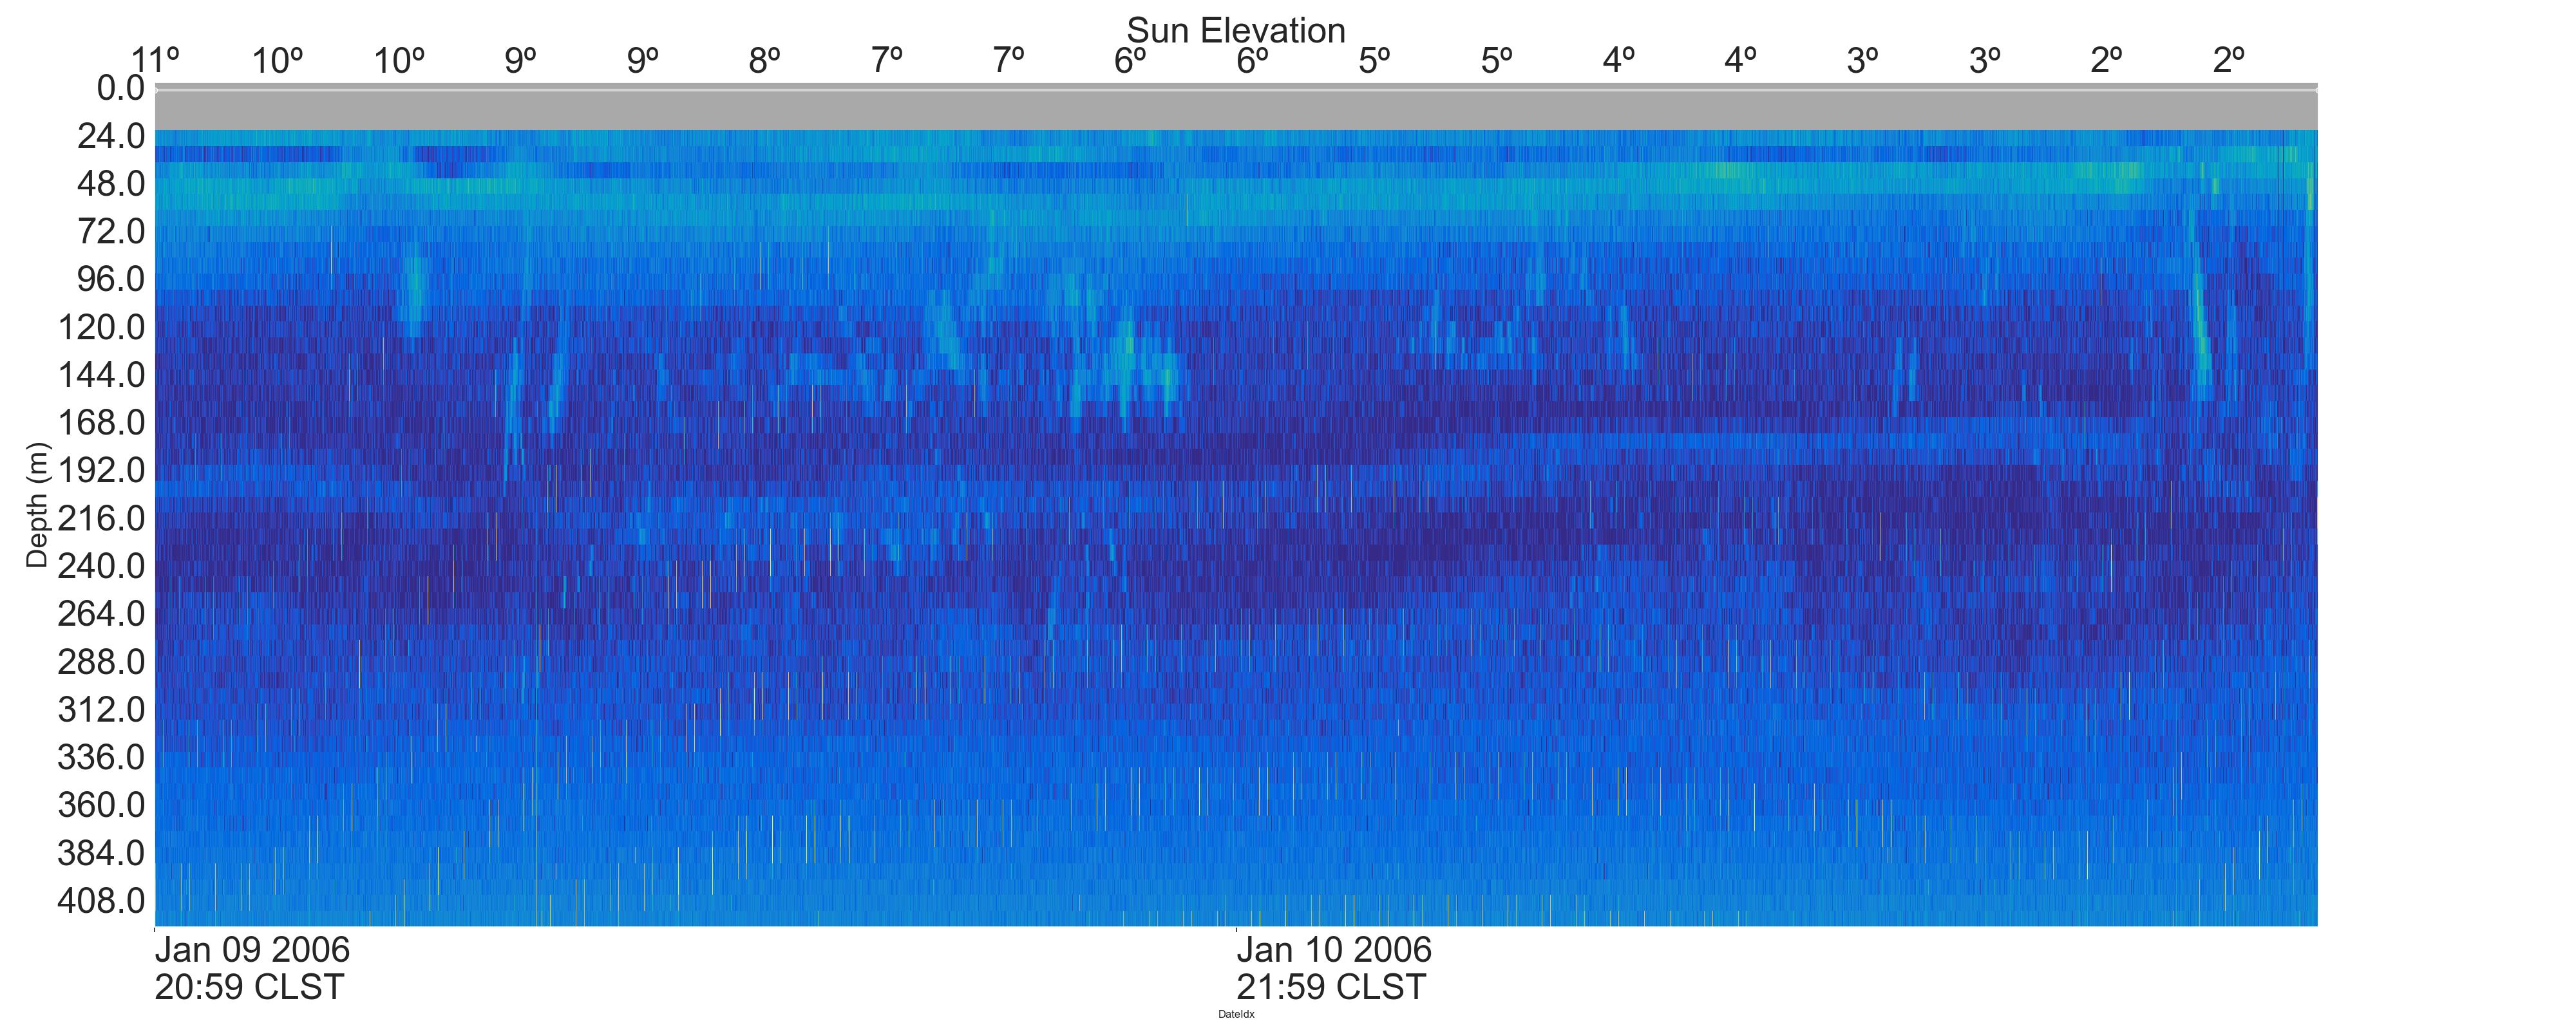 Sun Elevation
11º 10º 10º 9º 9º 8º 7º 7º 6º 6º 5º 5º 4º 4º 3º 3º 2º 2º
0.0
24.0
48.0
72.0
96.0
120.0
144.0
168.0
192.0
216.0
240.0
264.0
288.0
312.0
336.0
360.0
384.0
408.0
Depth (m)
Jan 09 2006
20:59 CLST
Jan 10 2006
21:59 CLST
DateIdx